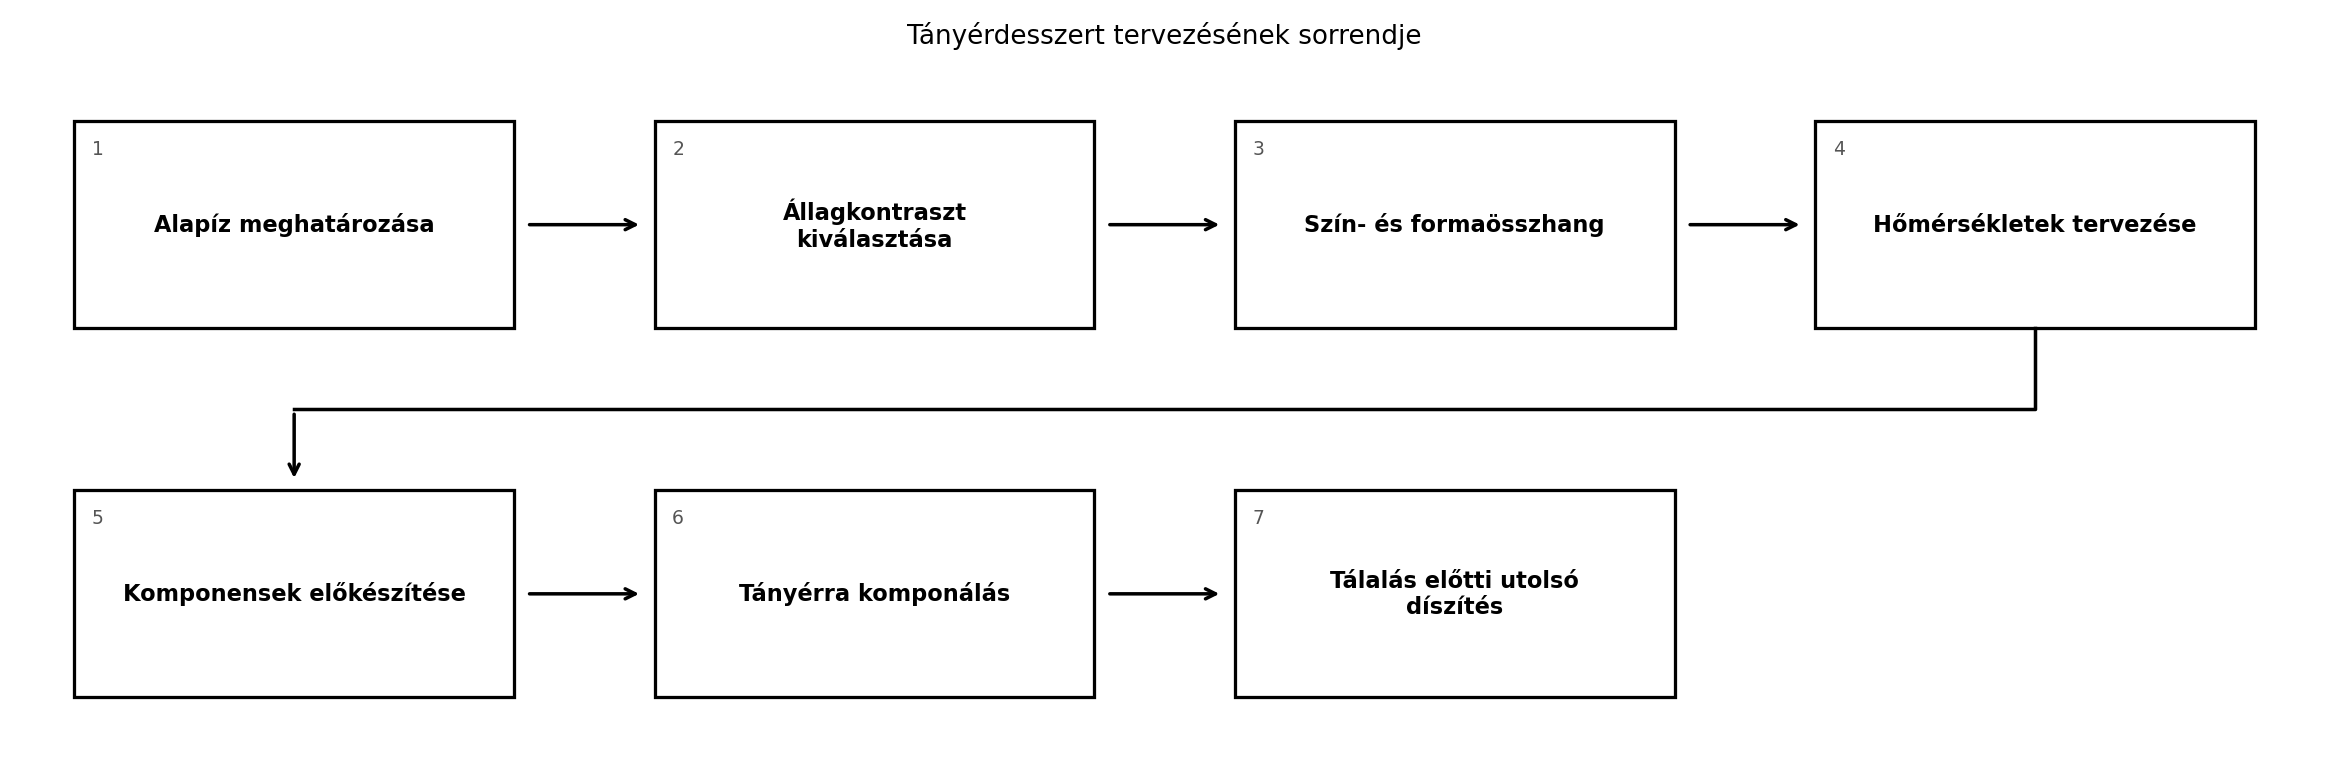 Tányérdesszert tervezésének sorrendje
1
Alapíz meghatározása
2
Állagkontraszt
kiválasztása
3
Szín- és formaösszhang
4
Hőmérsékletek tervezése
5
Komponensek előkészítése
6
Tányérra komponálás
7
Tálalás előtti utolsó
díszítés